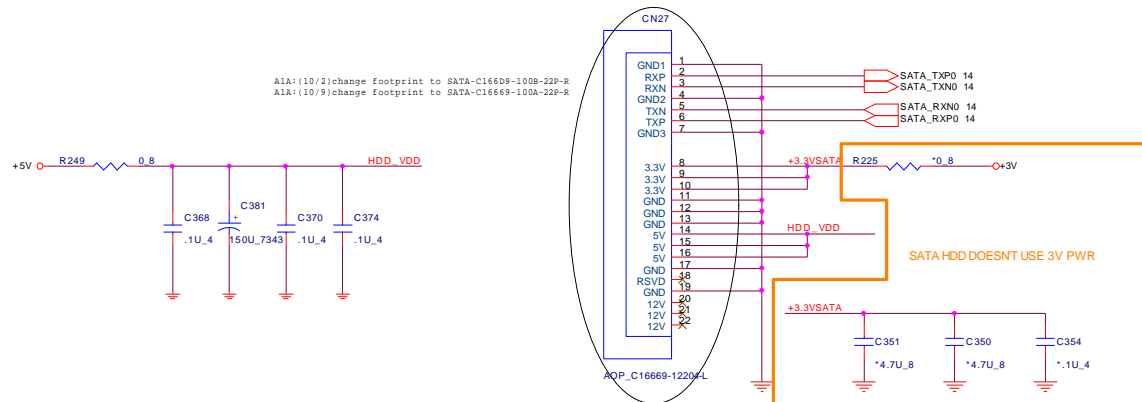 CN27
A1A:(10/2)change footprint to SATA-C166D9-100B-22P-R
A1A:(10/9)change footprint to SATA-C16669-100A-22P-R
GND1 1
RXP 2 SATA_TXP0 14
RXN 3 SATA_TXN0 14
GND2 4
TXN 5 SATA_RXN0 14
TXP 6 SATA_RXP0 14
GND3 7
+5V R249 0_8 HDD_VDD
3.3V 8 +3.3VSATA R225 *0_8 +3V
3.3V 9
3.3V 10
GND 11
GND 12
GND 13
5V 14 HDD_VDD
5V 15
5V 16
GND 17
RSVD 18
GND 19
12V 20
12V 21
12V 22
AOP_C16669-12204-L
C368 C381 + C370 C374
.1U_4 150U_7343 .1U_4 .1U_4
SATA HDD DOESN'T USE 3V PWR
+3.3VSATA
C351 C350 C354
*4.7U_8 *4.7U_8 *.1U_4